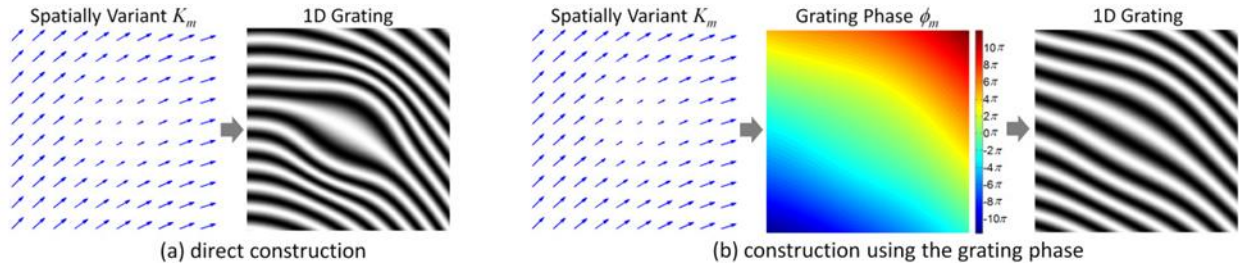 Spatially Variant K_m
1D Grating
(a) direct construction
Spatially Variant K_m
Grating Phase ϕ_m
10π
8π
6π
4π
2π
0π
-2π
-4π
-6π
-8π
-10π
1D Grating
(b) construction using the grating phase